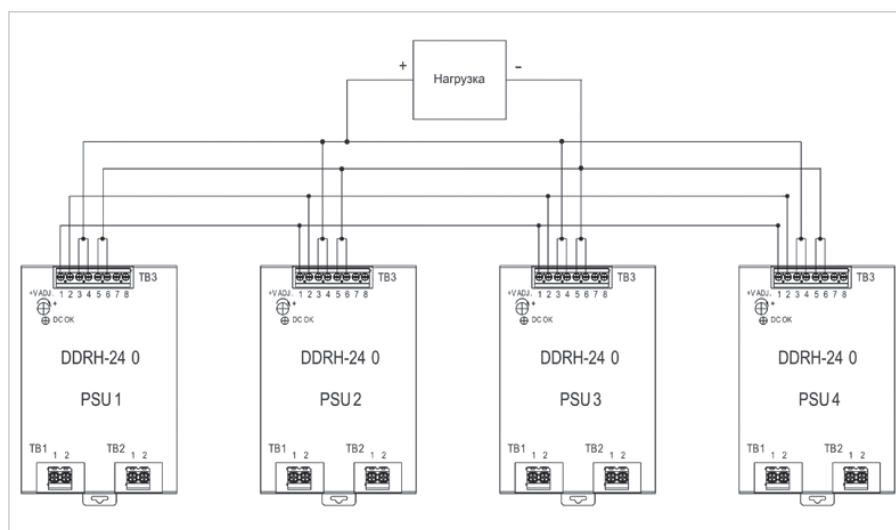 + Нагрузка -
TB3 TB3 TB3 TB3
+V ADJ. 1 2 3 4 5 6 7 8 +V ADJ. 1 2 3 4 5 6 7 8 +V ADJ. 1 2 3 4 5 6 7 8 +V ADJ. 1 2 3 4 5 6 7 8
+ + + +
DC OK DC OK DC OK DC OK
DDRH-24 0 DDRH-24 0 DDRH-24 0 DDRH-24 0
PSU 1 PSU 2 PSU 3 PSU 4
TB1 1 2 TB2 1 2 TB1 1 2 TB2 1 2 TB1 1 2 TB2 1 2 TB1 1 2 TB2 1 2